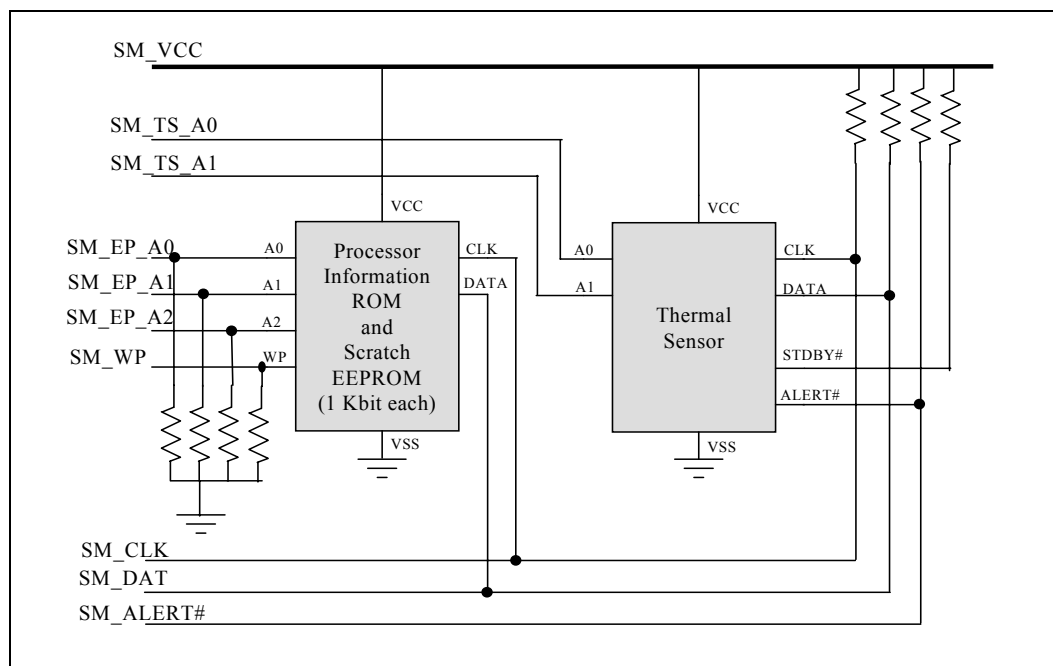 SM_VCC
SM_TS_A0
SM_TS_A1
VCC
VCC
SM_EP_A0
A0
Processor
Information
ROM
and
Scratch
EEPROM
(1 Kbit each)
CLK
A0
Thermal
Sensor
CLK
SM_EP_A1
A1
DATA
A1
DATA
SM_EP_A2
A2
SM_WP
WP
STDBY#
ALERT#
VSS
VSS
SM_CLK
SM_DAT
SM_ALERT#